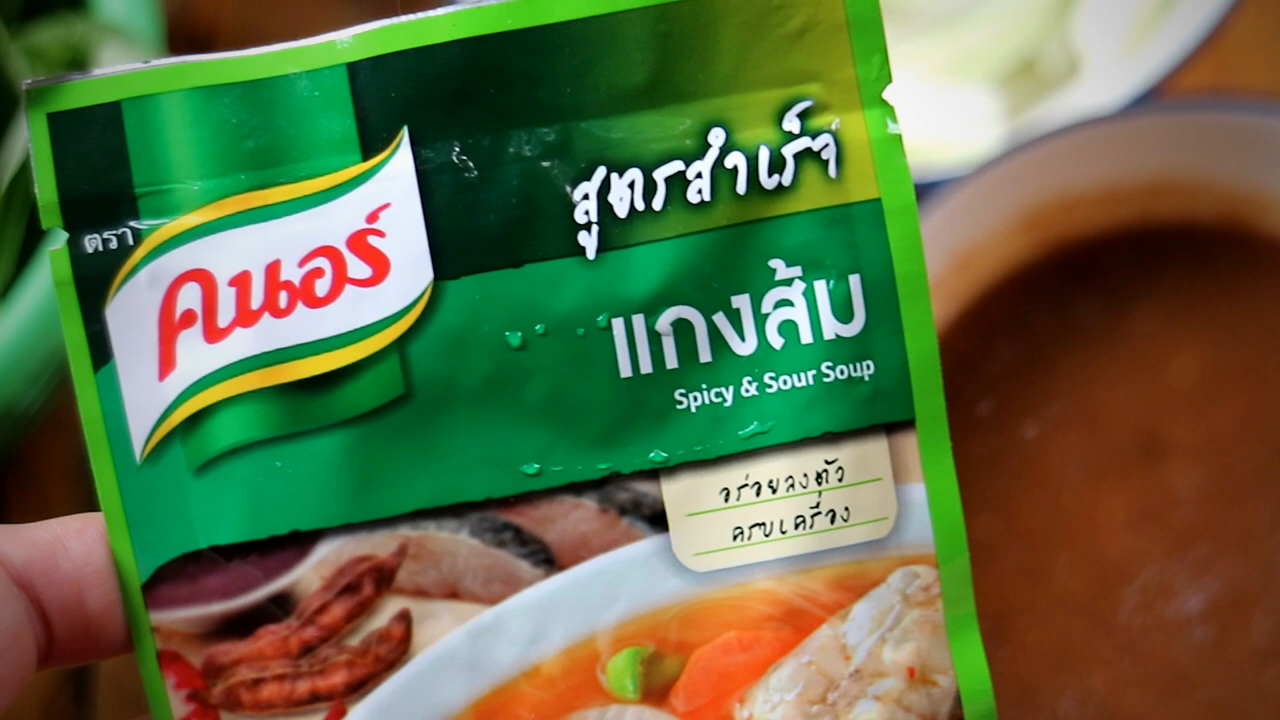 สูตรสำเร็จ
ตรา
คนอร์
แกงส้ม
Spicy & Sour Soup
อร่อยลงตัว
ครบเครื่อง